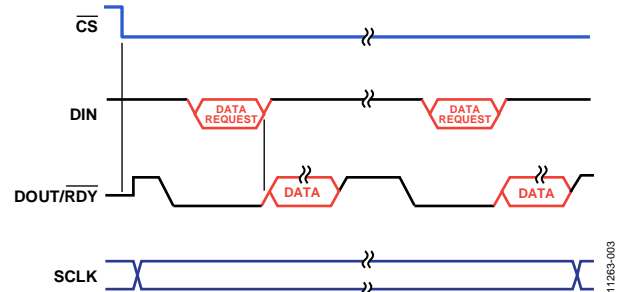 CS
DIN
DATA
REQUEST
DATA
REQUEST
DOUT/RDY
DATA
DATA
SCLK
11263-003